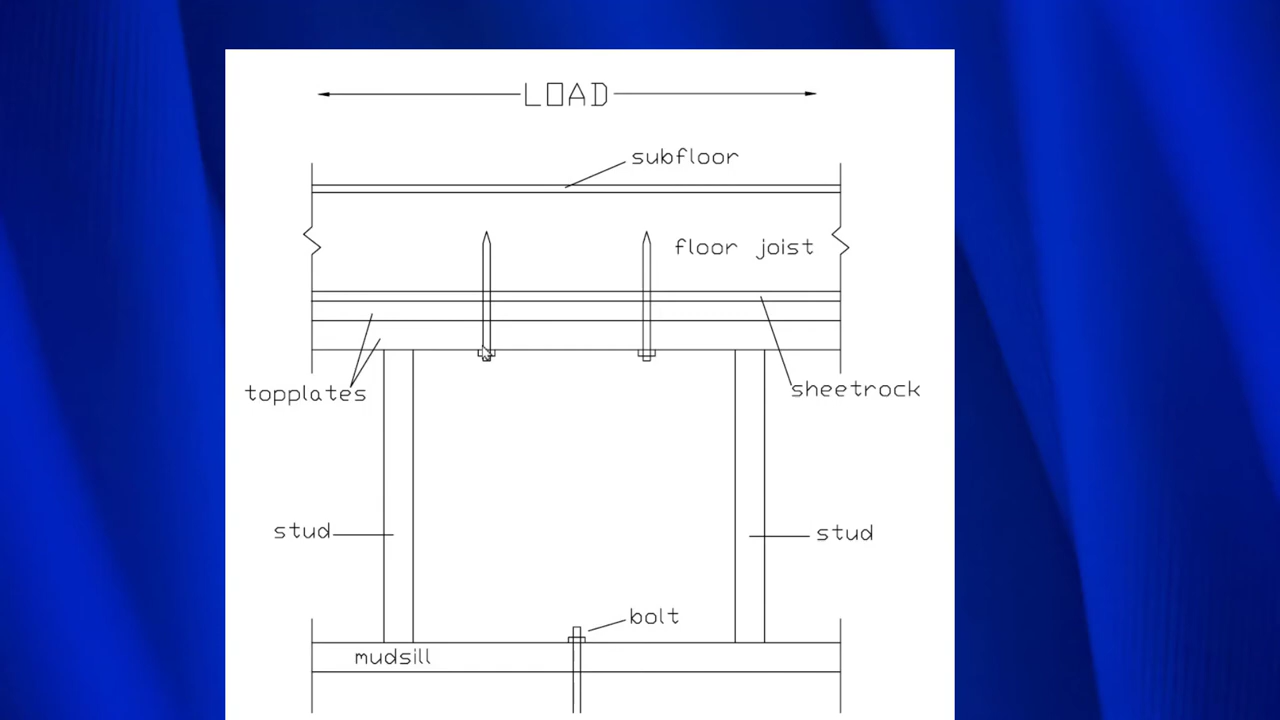 LOAD
subfloor
floor joist
topplates
sheetrock
stud
stud
bolt
mudsill